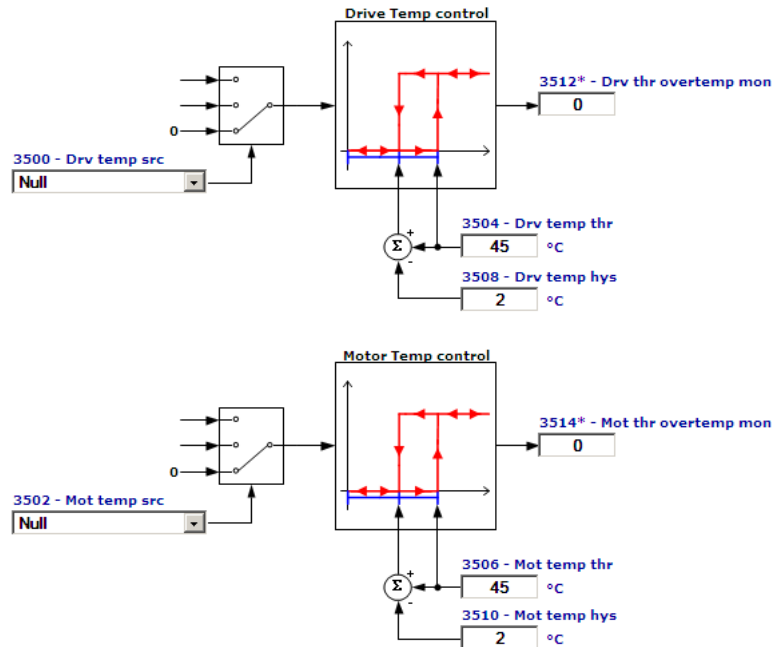 Drive Temp control
3512* - Drv thr overtemp mon
0
0
3500 - Drv temp src
Null
3504 - Drv temp thr
+
Σ
45 °C
-
3508 - Drv temp hys
2 °C
Motor Temp control
3514* - Mot thr overtemp mon
0
0
3502 - Mot temp src
Null
3506 - Mot temp thr
+
Σ
45 °C
-
3510 - Mot temp hys
2 °C